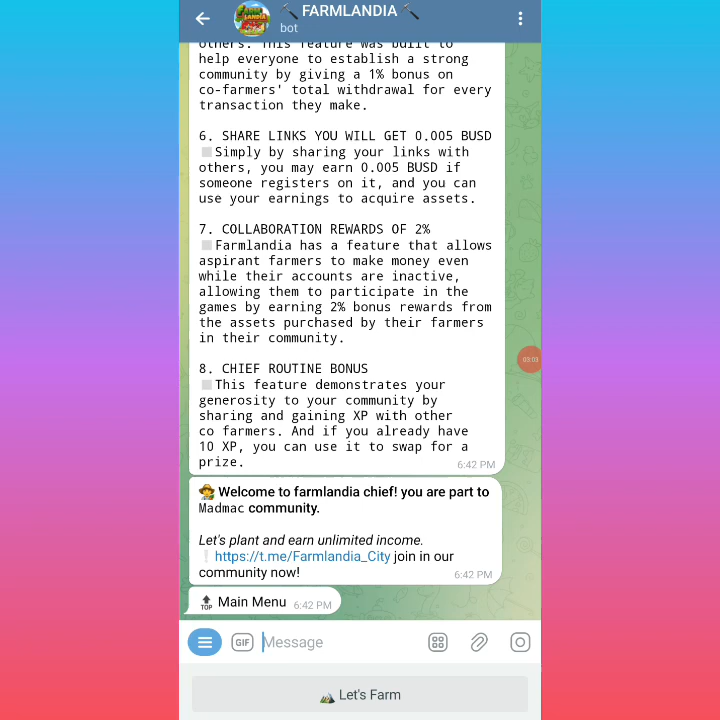 FARMLANDIA
bot
others. This feature was built to
help everyone to establish a strong
community by giving a 1% bonus on
co-farmers' total withdrawal for every
transaction they make.
6. SHARE LINKS YOU WILL GET 0.005 BUSD
Simply by sharing your links with
others, you may earn 0.005 BUSD if
someone registers on it, and you can
use your earnings to acquire assets.
7. COLLABORATION REWARDS OF 2%
Farmlandia has a feature that allows
aspirant farmers to make money even
while their accounts are inactive,
allowing them to participate in the
games by earning 2% bonus rewards from
the assets purchased by their farmers
in their community.
8. CHIEF ROUTINE BONUS
This feature demonstrates your
generosity to your community by
sharing and gaining XP with other
co farmers. And if you already have
10 XP, you can use it to swap for a
prize.
6:42 PM
03:03
Welcome to farmlandia chief! you are part to
Madmac community.
Let's plant and earn unlimited income.
https://t.me/Farmlandia_City join in our
community now!
6:42 PM
TOP Main Menu 6:42 PM
GIF Message
Let's Farm